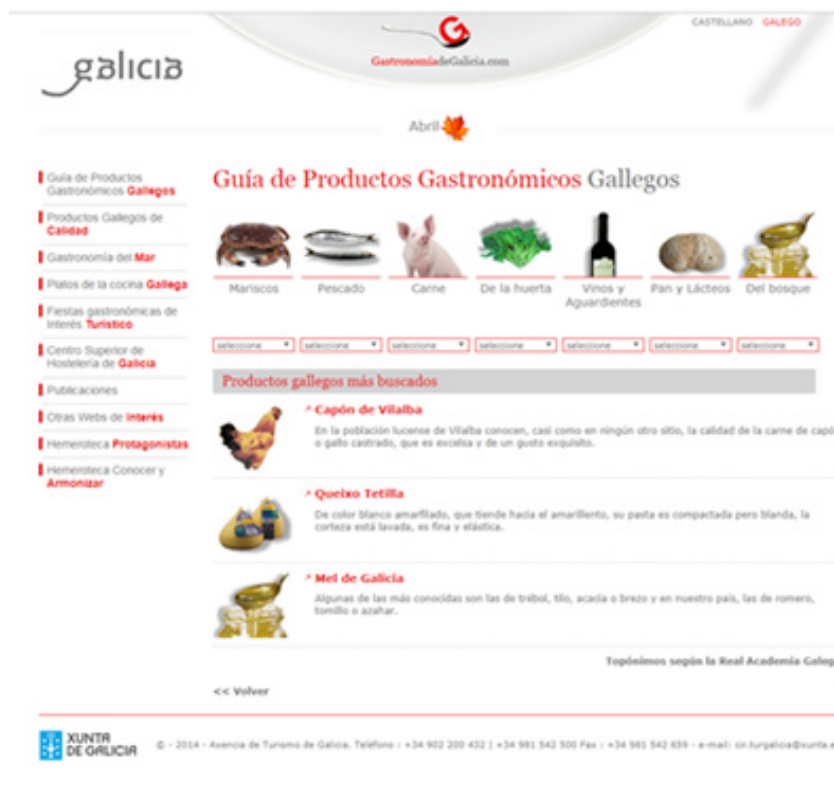 CASTELLANO GALEGO
galicia
G
GastronomiadeGalicia.com
Abril
Guía de Productos
Gastronómicos Gallegos
Productos Gallegos de
Calidad
Gastronomía del Mar
Platos de la cocina Gallega
Fiestas gastronómicas de
Interés Turístico
Centro Superior de
Hostelería de Galicia
Publicaciones
Otras Webs de Interés
Hemeroteca Protagonistas
Hemeroteca Conocer y
Armonizar
Guía de Productos Gastronómicos Gallegos
Mariscos Pescado Carne De la huerta Vinos y Aguardientes Pan y Lácteos Del bosque
seleccione seleccione seleccione seleccione seleccione seleccione seleccione
Productos gallegos más buscados
Capón de Vilalba
En la población lucense de Vilalba conocen, casi como en ningún otro sitio, la calidad de la carne de capó
o gallo castrado, que es excelsa y de un gusto exquisito.
Queixo Tetilla
De color blanco amarfilado, que tiende hacia el amarillento, su pasta es compactada pero blanda, la
corteza está lavada, es fina y elástica.
Mel de Galicia
Algunas de las más conocidas son las de trébol, tilo, acacia o brezo y en nuestro país, las de romero,
tomillo o azahar.
Topónimos según la Real Academia Galeg
<< Volver
XUNTA
DE GALICIA
© - 2014 - Axencia de Turismo de Galicia. Teléfono : +34 902 200 432 | +34 981 542 500 Fax : +34 981 542 659 - e-mail: cir.turgalicia@xunta.e